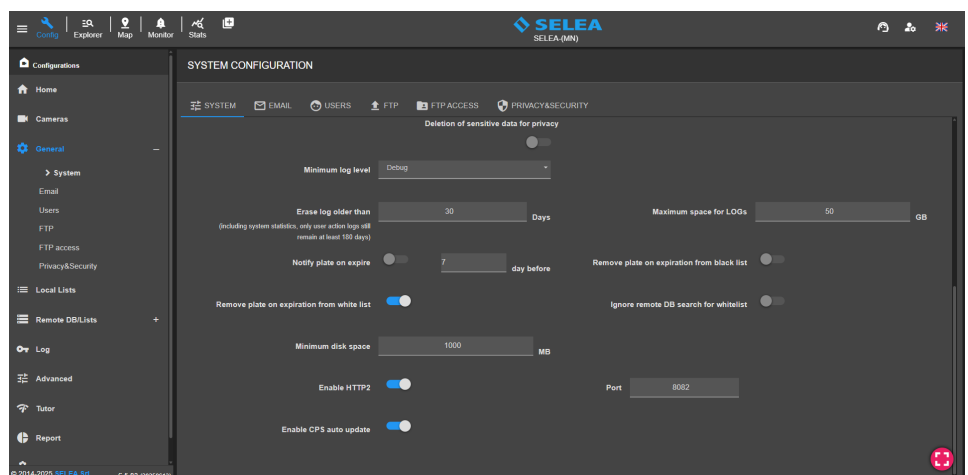 Config
Explorer
Map
Monitor
Stats
SELEA
SELEA-(MN)
Configurations
Home
Cameras
General
System
Email
Users
FTP
FTP access
Privacy&Security
Local Lists
Remote DB/Lists
Log
Advanced
Tutor
Report
© 2014-2025 SELEA Srl
SYSTEM CONFIGURATION
SYSTEM EMAIL USERS FTP FTP ACCESS PRIVACY&SECURITY
Deletion of sensitive data for privacy
Minimum log level Debug
Erase log older than 30 Days Maximum space for LOGs 50 GB
(including system statistics, only user action logs still
remain at least 180 days)
Notify plate on expire 7 day before Remove plate on expiration from black list
Remove plate on expiration from white list Ignore remote DB search for whitelist
Minimum disk space 1000 MB
Enable HTTP2 Port 8082
Enable CPS auto update